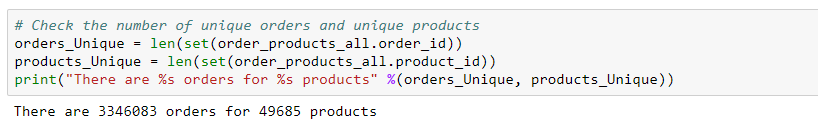 # Check the number of unique orders and unique products
orders_Unique = len(set(order_products_all.order_id))
products_Unique = len(set(order_products_all.product_id))
print("There are %s orders for %s products" %(orders_Unique, products_Unique))
There are 3346083 orders for 49685 products